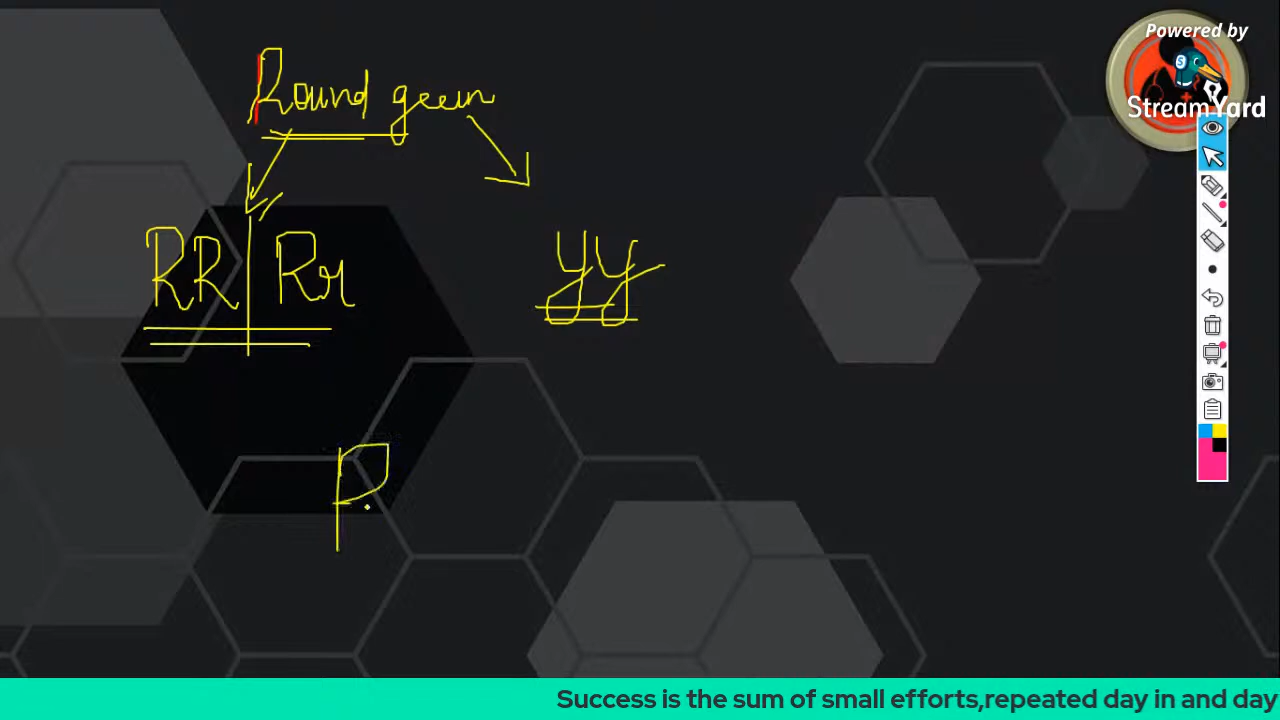 Powered by
StreamYard
Round geen
RR Rr yy
P
Success is the sum of small efforts,repeated day in and day